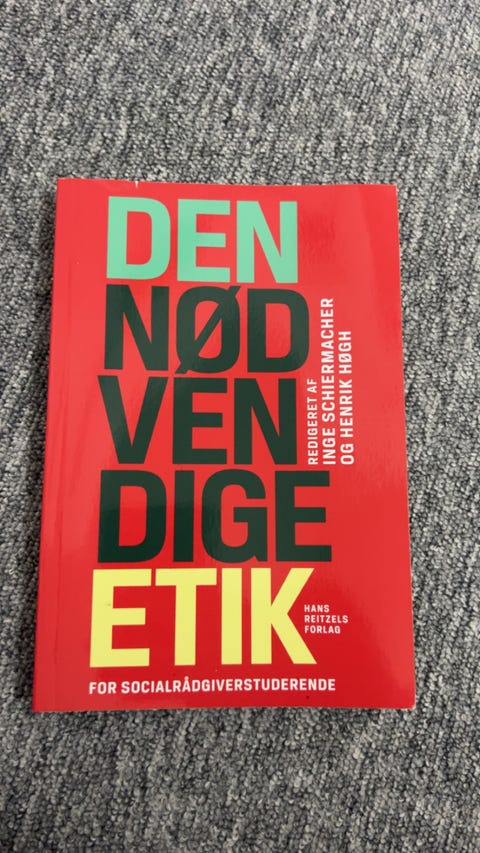 DEN
NØD
VEN
DIGE
ETIK
FOR SOCIALRÅDGIVERSTUDERENDE
REDIGERET AF
INGE SCHIERMACHER
OG HENRIK HØGH
HANS
REITZELS
FORLAG